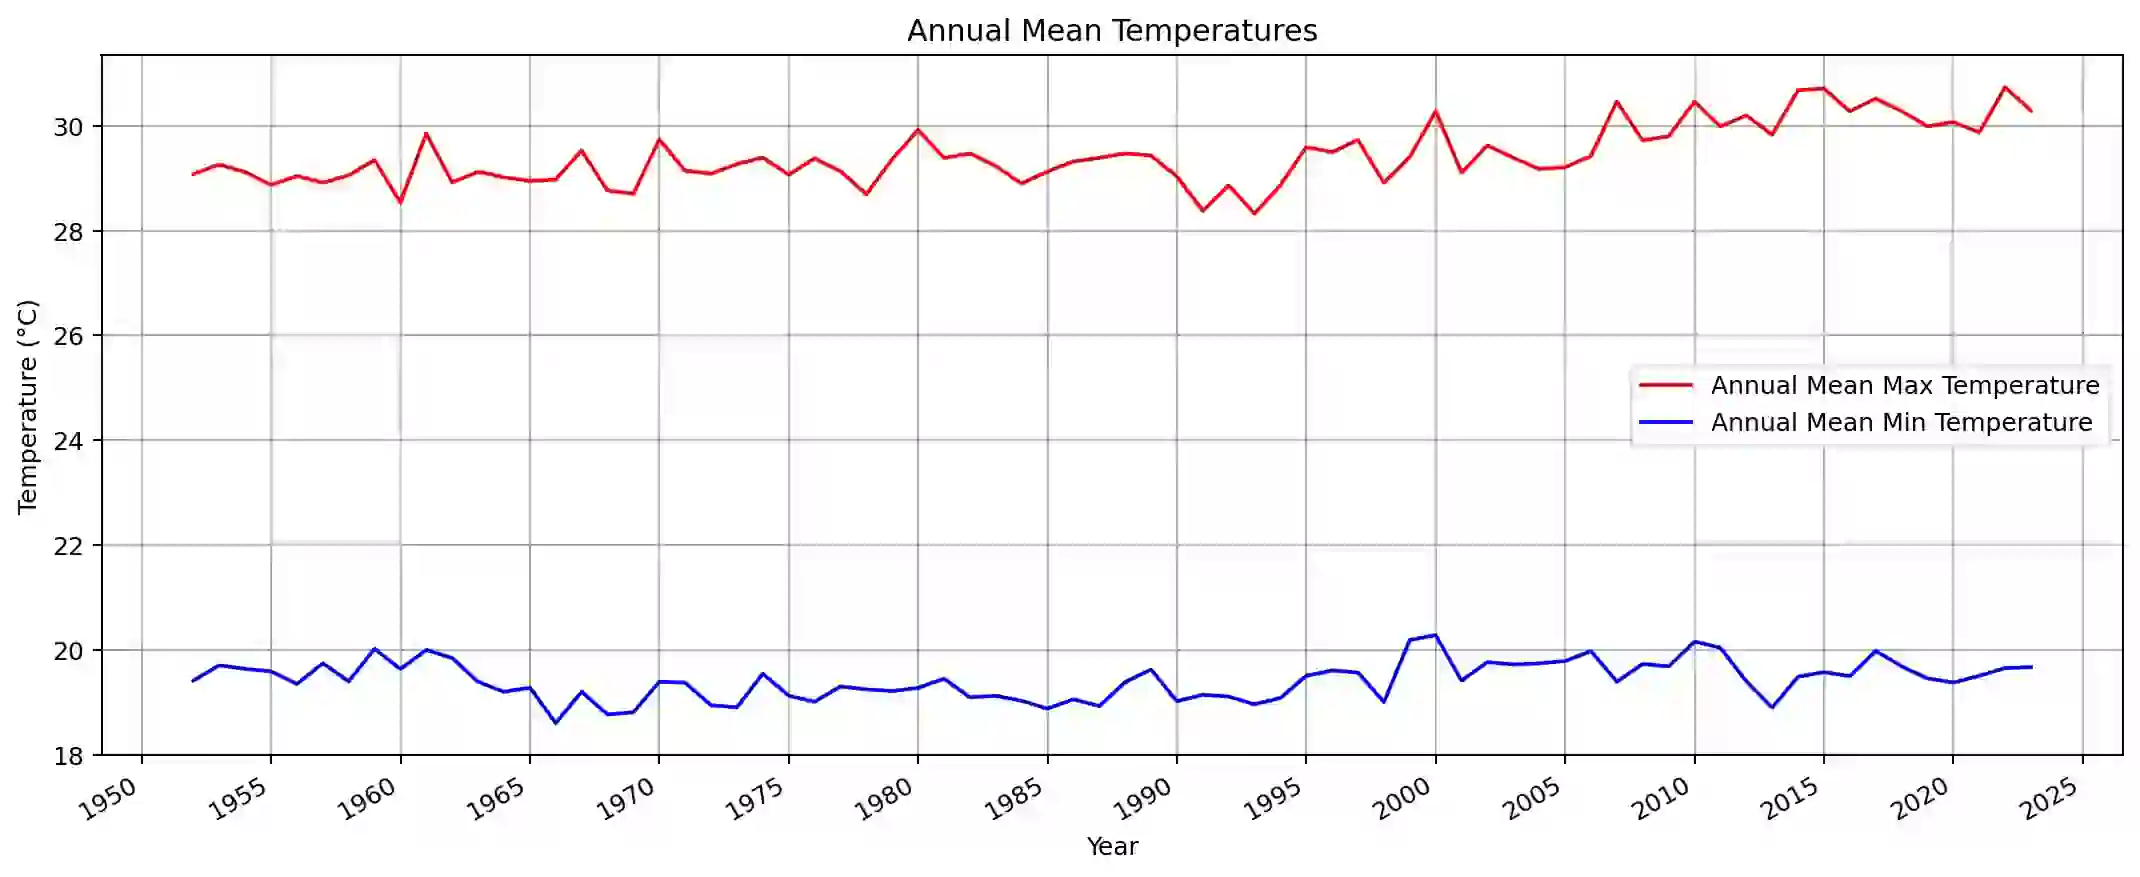 Annual Mean Temperatures
Temperature (°C)
30
28
26
24
22
20
18
Annual Mean Max Temperature
Annual Mean Min Temperature
1950 1955 1960 1965 1970 1975 1980 1985 1990 1995 2000 2005 2010 2015 2020 2025
Year